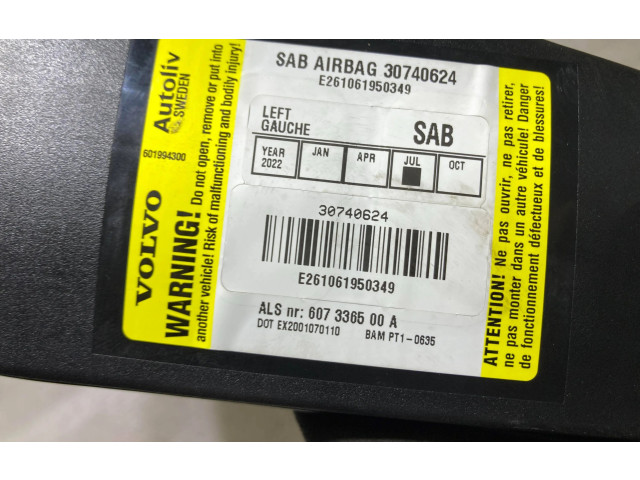 Autoliv
SWEDEN
601994300
VOLVO
WARNING! Do not open, remove or put into
another vehicle! Risk of malfunctioning and bodily injury!
SAB AIRBAG 30740624
E261061950349
LEFT
GAUCHE
SAB
YEAR
2022
JAN
APR
JUL
OCT
30740624
E261061950349
ALS nr: 607 3365 00 A
DOT EX2001070110 BAM PT1-0635
ATTENTION! Ne pas ouvrir, ne pas retirer,
ne pas monter dans un autre véhicule! Danger
de fonctionnement défectueux et de blessures!